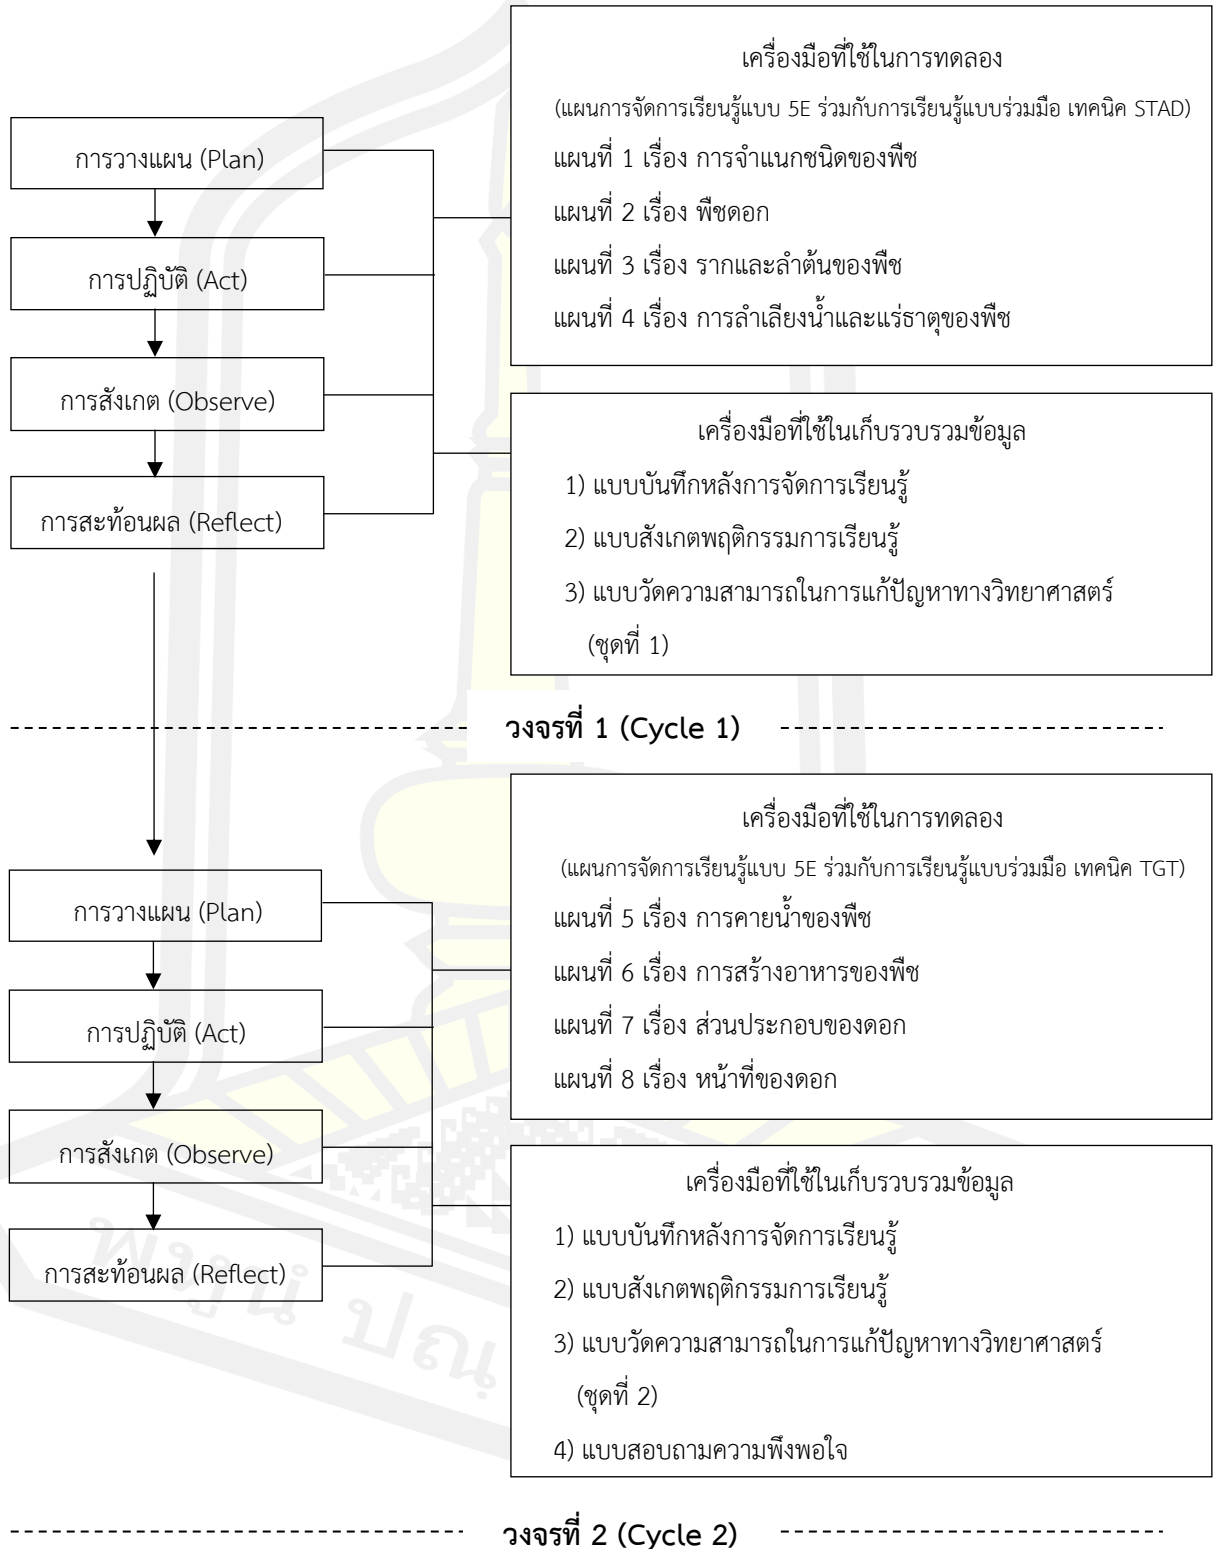 เครื่องมือที่ใช้ในการทดลอง
(แผนการจัดการเรียนรู้แบบ 5E ร่วมกับการเรียนรู้แบบร่วมมือ เทคนิค STAD)
แผนที่ 1 เรื่อง การจำแนกชนิดของพืช
แผนที่ 2 เรื่อง พืชดอก
แผนที่ 3 เรื่อง รากและลำต้นของพืช
แผนที่ 4 เรื่อง การลำเลียงน้ำและแร่ธาตุของพืช
การวางแผน (Plan)
การปฏิบัติ (Act)
การสังเกต (Observe)
การสะท้อนผล (Reflect)
เครื่องมือที่ใช้ในเก็บรวบรวมข้อมูล
1) แบบบันทึกหลังการจัดการเรียนรู้
2) แบบสังเกตพฤติกรรมการเรียนรู้
3) แบบวัดความสามารถในการแก้ปัญหาทางวิทยาศาสตร์
(ชุดที่ 1)
วงจรที่ 1 (Cycle 1)
เครื่องมือที่ใช้ในการทดลอง
(แผนการจัดการเรียนรู้แบบ 5E ร่วมกับการเรียนรู้แบบร่วมมือ เทคนิค TGT)
แผนที่ 5 เรื่อง การคายน้ำของพืช
แผนที่ 6 เรื่อง การสร้างอาหารของพืช
แผนที่ 7 เรื่อง ส่วนประกอบของดอก
แผนที่ 8 เรื่อง หน้าที่ของดอก
การวางแผน (Plan)
การปฏิบัติ (Act)
การสังเกต (Observe)
การสะท้อนผล (Reflect)
เครื่องมือที่ใช้ในเก็บรวบรวมข้อมูล
1) แบบบันทึกหลังการจัดการเรียนรู้
2) แบบสังเกตพฤติกรรมการเรียนรู้
3) แบบวัดความสามารถในการแก้ปัญหาทางวิทยาศาสตร์
(ชุดที่ 2)
4) แบบสอบถามความพึงพอใจ
วงจรที่ 2 (Cycle 2)